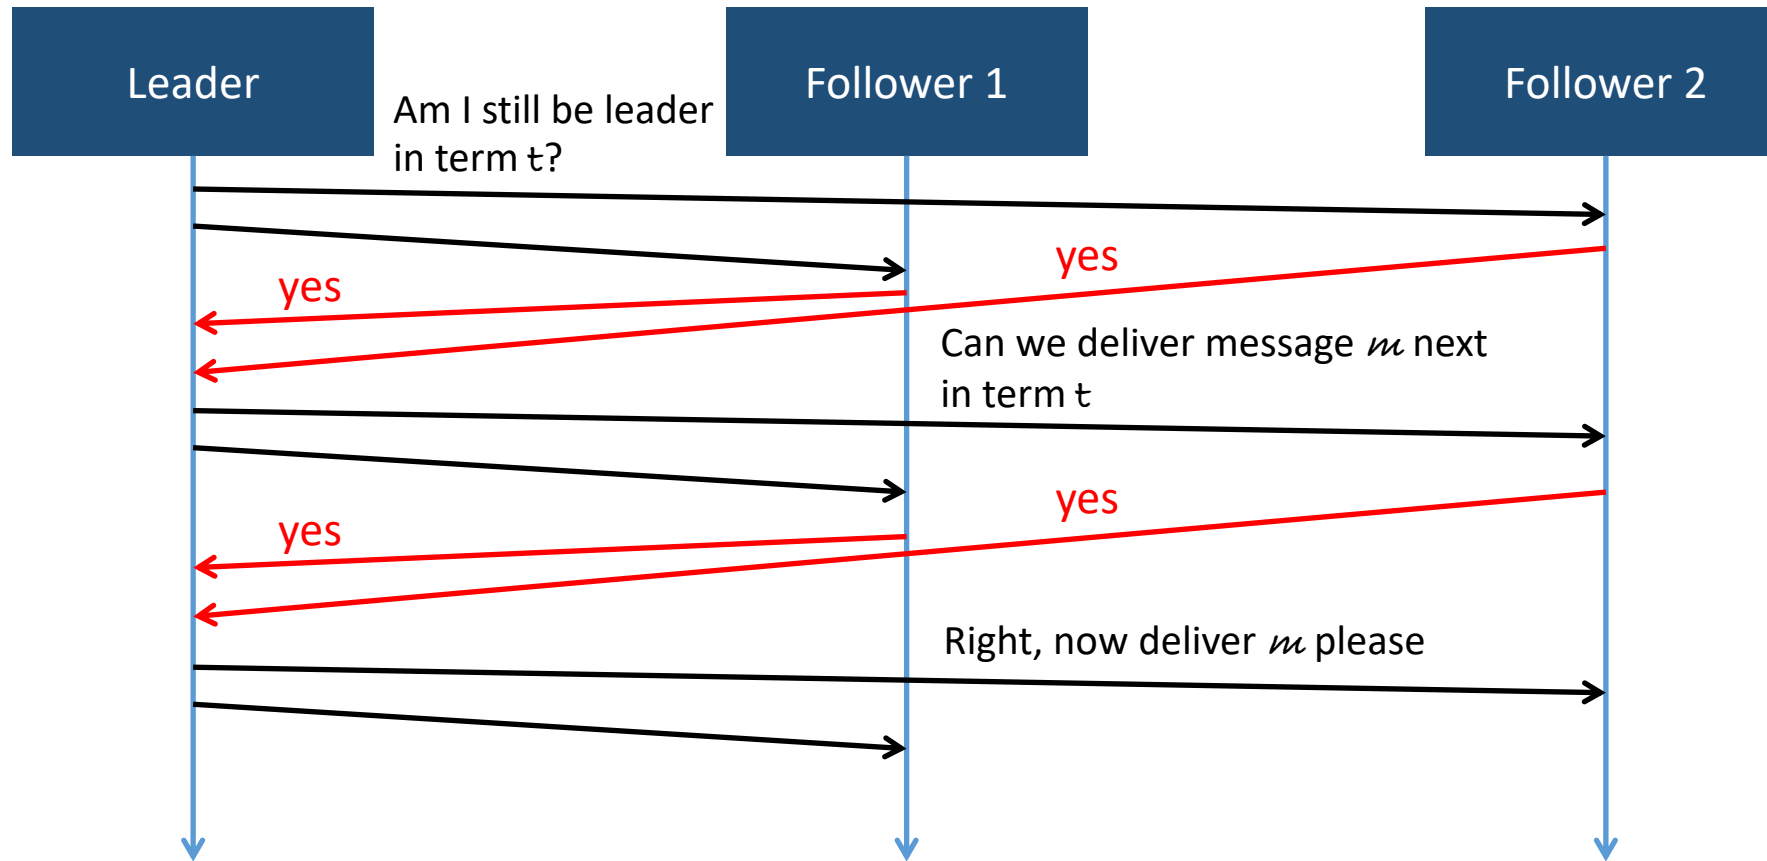 Leader
Follower 1
Follower 2
Am I still be leader
in term t?
yes
yes
Can we deliver message m next
in term t
yes
yes
Right, now deliver m please